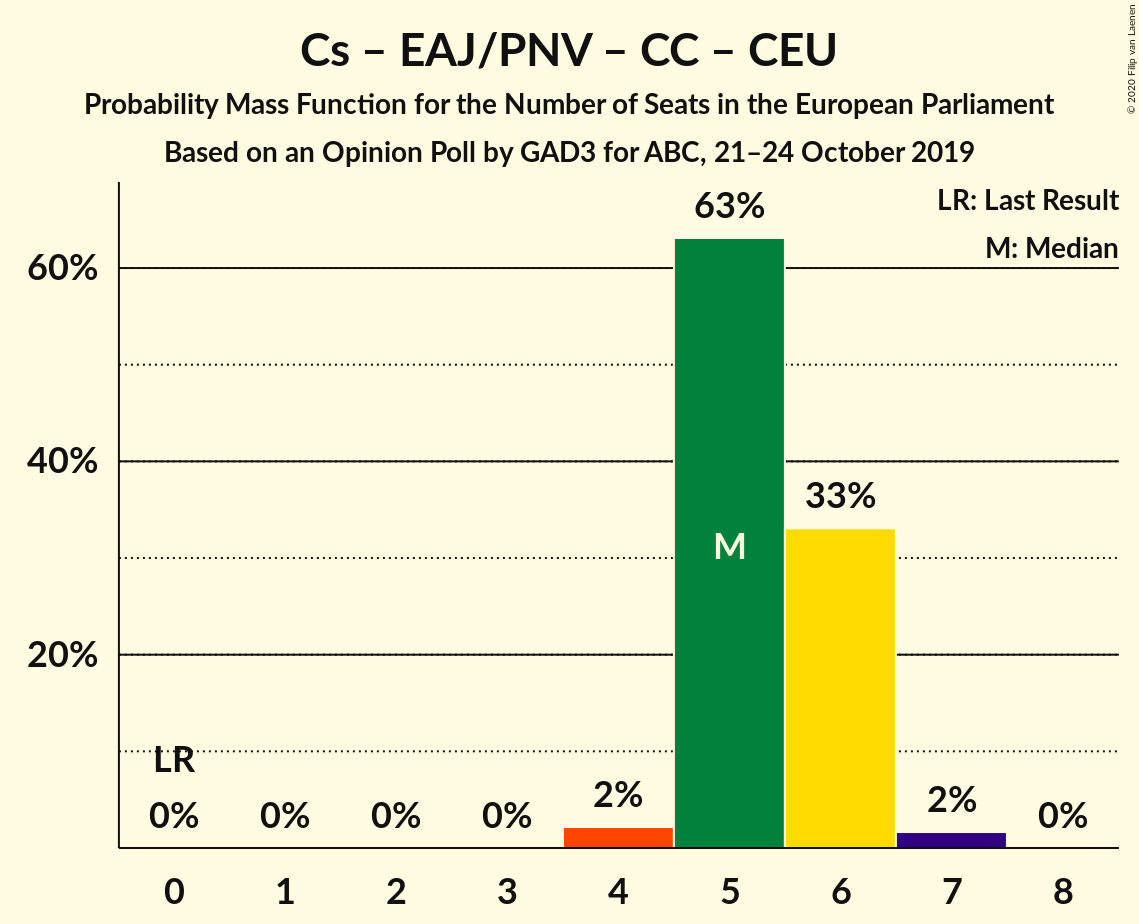 Cs – EAJ/PNV – CC – CEU
Probability Mass Function for the Number of Seats in the European Parliament
Based on an Opinion Poll by GAD3 for ABC, 21–24 October 2019
© 2020 Filip van Laenen
LR: Last Result
M: Median
63%
60%
40%
33%
M
20%
LR
0% 0% 0% 0% 2% 2% 0%
0 1 2 3 4 5 6 7 8